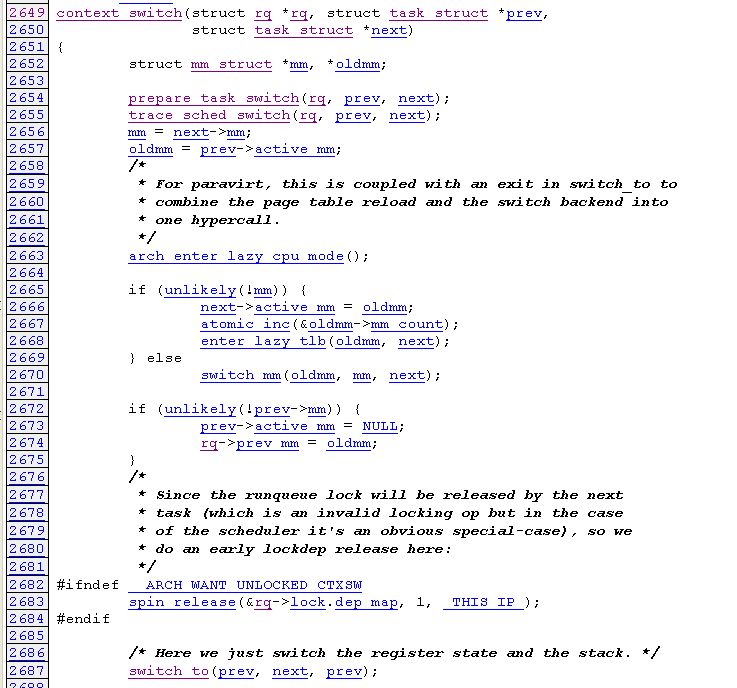 2649 context_switch(struct rq *rq, struct task_struct *prev,
2650 struct task_struct *next)
2651 {
2652 struct mm_struct *mm, *oldmm;
2653
2654 prepare_task_switch(rq, prev, next);
2655 trace_sched_switch(rq, prev, next);
2656 mm = next->mm;
2657 oldmm = prev->active_mm;
2658 /*
2659 * For paravirt, this is coupled with an exit in switch_to to
2660 * combine the page table reload and the switch backend into
2661 * one hypercall.
2662 */
2663 arch_enter_lazy_cpu_mode();
2664
2665 if (unlikely(!mm)) {
2666 next->active_mm = oldmm;
2667 atomic_inc(&oldmm->mm_count);
2668 enter_lazy_tlb(oldmm, next);
2669 } else
2670 switch_mm(oldmm, mm, next);
2671
2672 if (unlikely(!prev->mm)) {
2673 prev->active_mm = NULL;
2674 rq->prev_mm = oldmm;
2675 }
2676 /*
2677 * Since the runqueue lock will be released by the next
2678 * task (which is an invalid locking op but in the case
2679 * of the scheduler it's an obvious special-case), so we
2680 * do an early lockdep release here:
2681 */
2682 #ifndef __ARCH_WANT_UNLOCKED_CTXSW
2683 spin_release(&rq->lock.dep_map, 1, _THIS_IP_);
2684 #endif
2685
2686 /* Here we just switch the register state and the stack. */
2687 switch_to(prev, next, prev);
2688